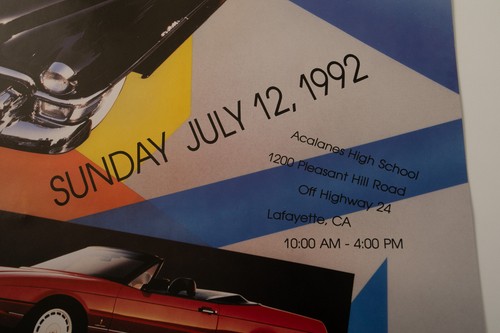 SUNDAY JULY 12, 1992
Acalanes High School
1200 Pleasant Hill Road
Off Highway 24
Lafayette, CA
10:00 AM - 4:00 PM